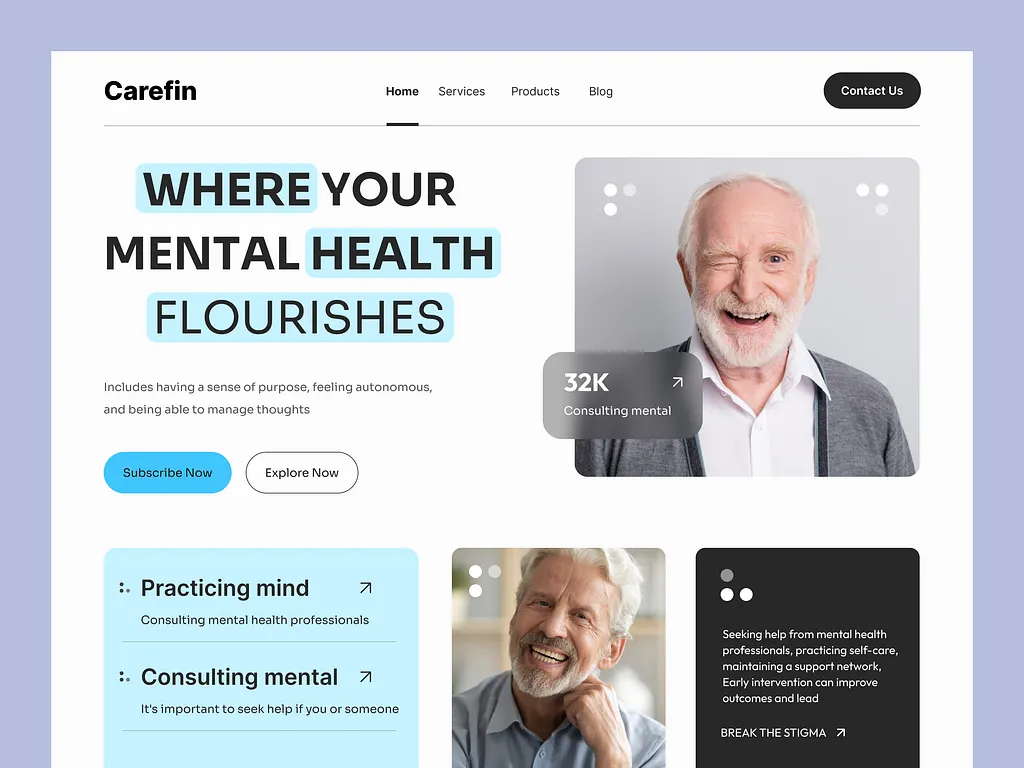 Carefin
Home Services Products Blog
Contact Us
WHERE YOUR
MENTAL HEALTH
FLOURISHES
Includes having a sense of purpose, feeling autonomous,
and being able to manage thoughts
Subscribe Now
Explore Now
32K
Consulting mental
Practicing mind
Consulting mental health professionals
Consulting mental
It's important to seek help if you or someone
Seeking help from mental health
professionals, practicing self-care,
maintaining a support network,
Early intervention can improve
outcomes and lead
BREAK THE STIGMA